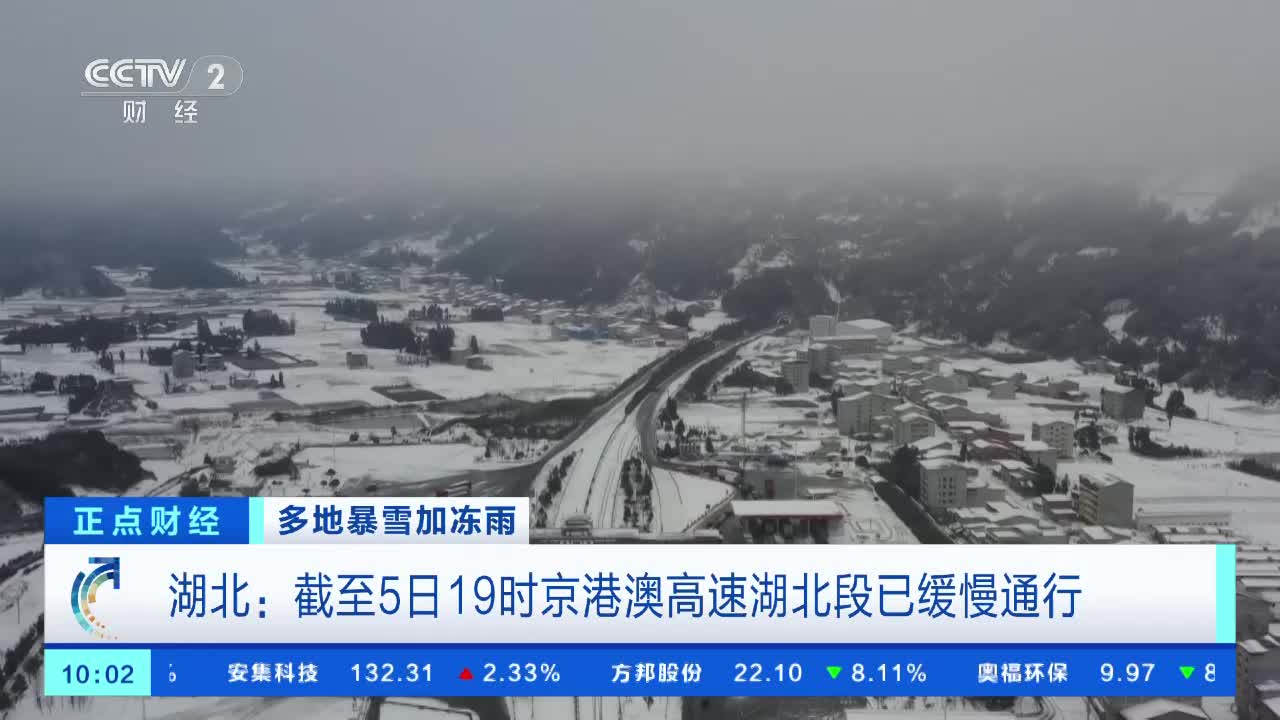 CCTV 2
财 经
正点财经 多地暴雪加冻雨
湖北：截至5日19时京港澳高速湖北段已缓慢通行
10:02 % 安集科技 132.31 ▲ 2.33% 方邦股份 22.10 ▼ 8.11% 奥福环保 9.97 ▼ 8